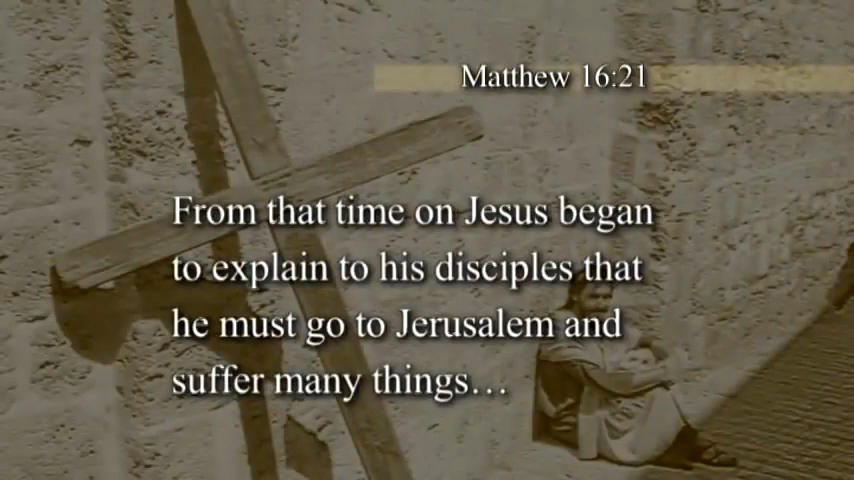 Matthew 16:21
From that time on Jesus began
to explain to his disciples that
he must go to Jerusalem and
suffer many things…